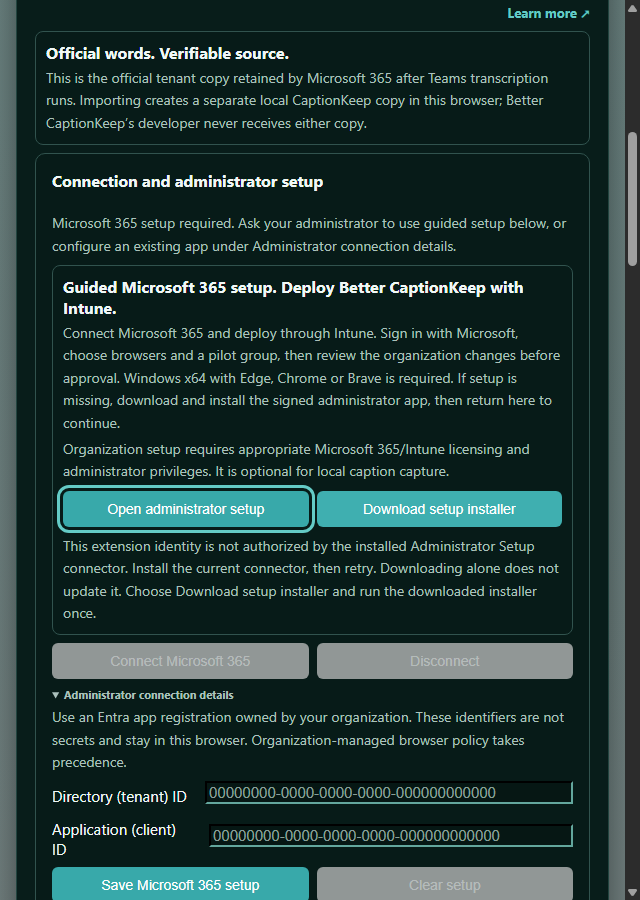 Learn more ↗
Official words. Verifiable source.
This is the official tenant copy retained by Microsoft 365 after Teams transcription
runs. Importing creates a separate local CaptionKeep copy in this browser; Better
CaptionKeep's developer never receives either copy.
Connection and administrator setup
Microsoft 365 setup required. Ask your administrator to use guided setup below, or
configure an existing app under Administrator connection details.
Guided Microsoft 365 setup. Deploy Better CaptionKeep with
Intune.
Connect Microsoft 365 and deploy through Intune. Sign in with Microsoft,
choose browsers and a pilot group, then review the organization changes before
approval. Windows x64 with Edge, Chrome or Brave is required. If setup is
missing, download and install the signed administrator app, then return here to
continue.
Organization setup requires appropriate Microsoft 365/Intune licensing and
administrator privileges. It is optional for local caption capture.
Open administrator setup
Download setup installer
This extension identity is not authorized by the installed Administrator Setup
connector. Install the current connector, then retry. Downloading alone does not
update it. Choose Download setup installer and run the downloaded installer
once.
Connect Microsoft 365
Disconnect
▼ Administrator connection details
Use an Entra app registration owned by your organization. These identifiers are not
secrets and stay in this browser. Organization-managed browser policy takes
precedence.
Directory (tenant) ID
00000000-0000-0000-0000-000000000000
Application (client)
ID
00000000-0000-0000-0000-000000000000
Save Microsoft 365 setup
Clear setup